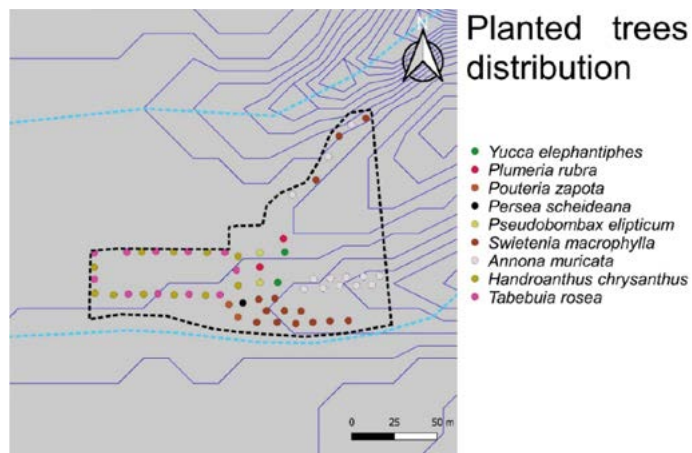 N
Planted trees
distribution
Yucca elephantiphes
Plumeria rubra
Pouteria zapota
Persea scheideana
Pseudobombax elipticum
Swietenia macrophylla
Annona muricata
Handroanthus chrysanthus
Tabebuia rosea
0 25 50 m